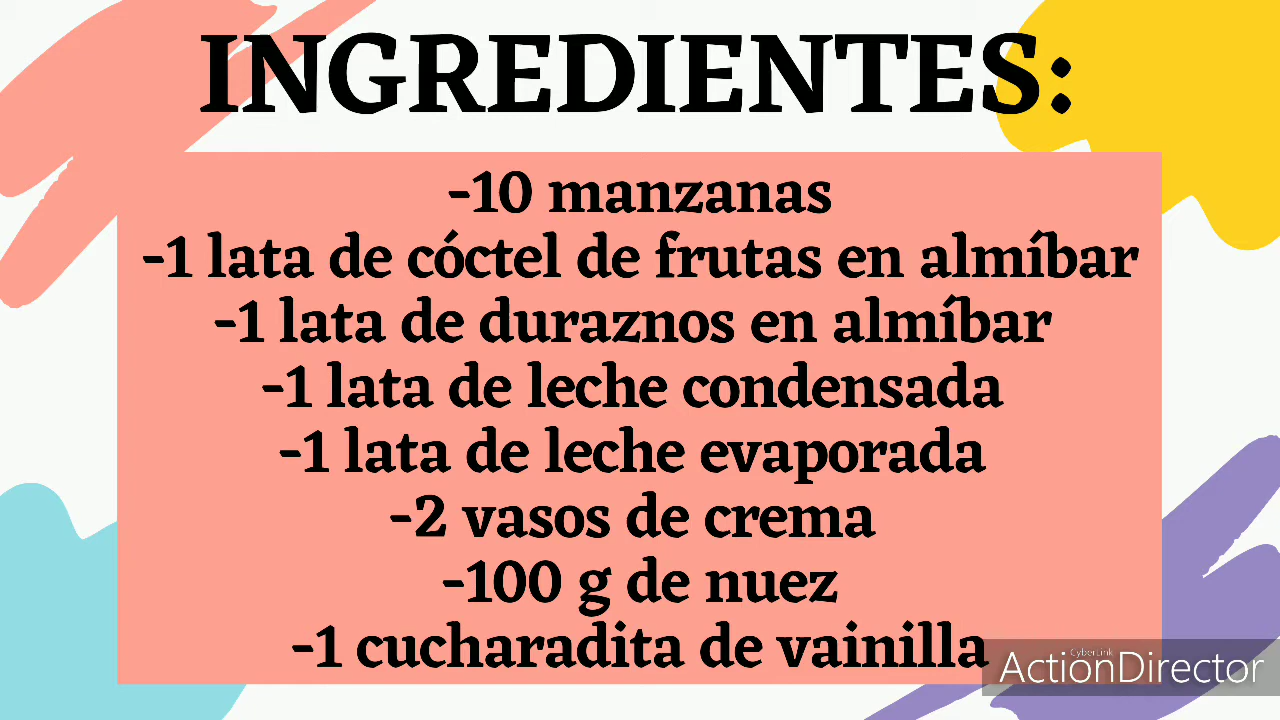 INGREDIENTES:
-10 manzanas
-1 lata de cóctel de frutas en almíbar
-1 lata de duraznos en almíbar
-1 lata de leche condensada
-1 lata de leche evaporada
-2 vasos de crema
-100 g de nuez
-1 cucharadita de vainilla
CyberLink
ActionDirector